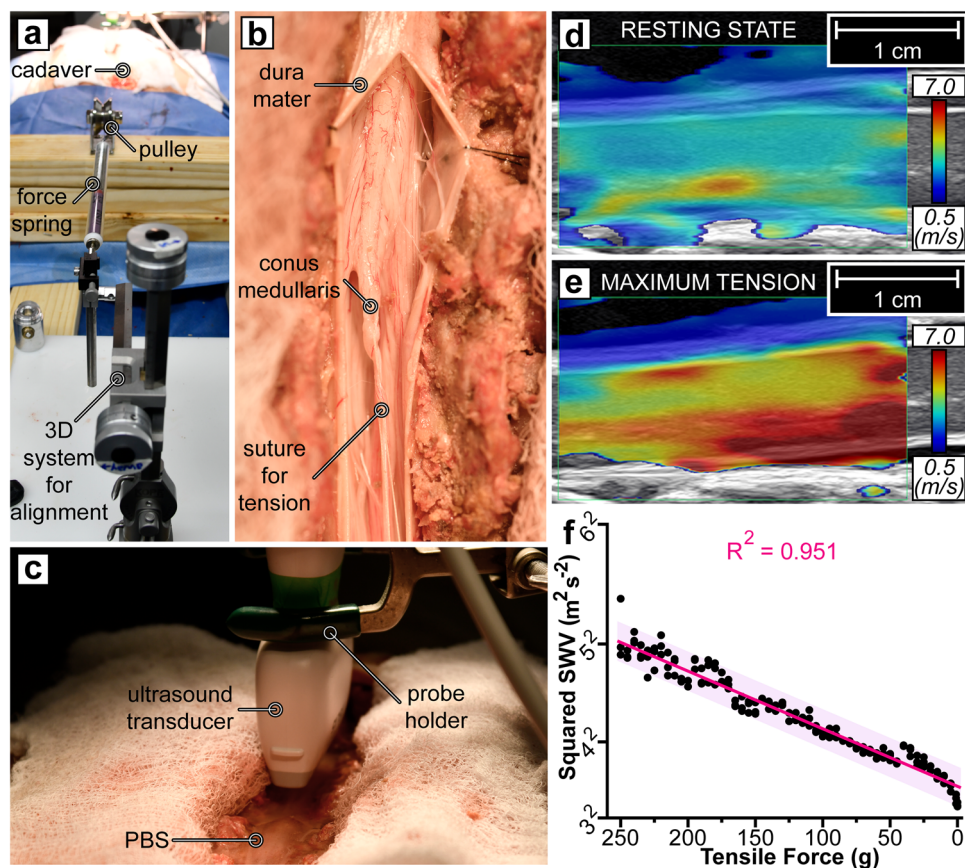 a
cadaver
pulley
force
spring
3D
system
for
alignment
b
dura
mater
conus
medullaris
suture
for
tension
c
ultrasound
transducer
probe
holder
PBS
d
RESTING STATE
1 cm
7.0
0.5
(m/s)
e
MAXIMUM TENSION
1 cm
7.0
0.5
(m/s)
f
R² = 0.951
Squared SWV (m² s⁻²)
6²
5²
4²
3²
250 200 150 100 50 0
Tensile Force (g)